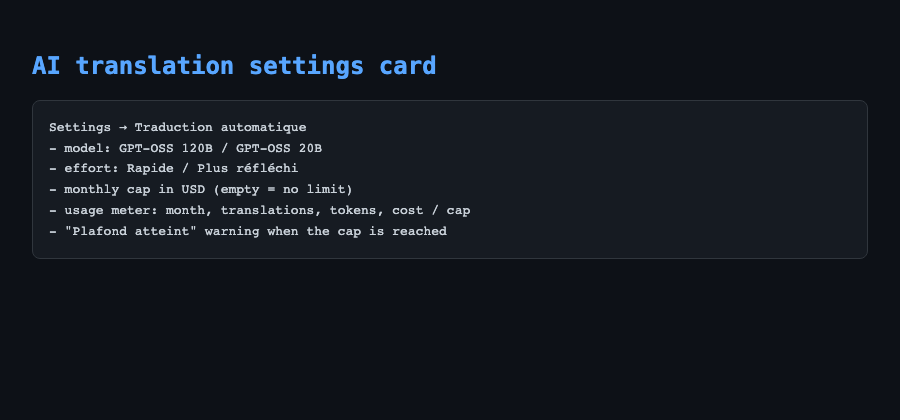 AI translation settings card
Settings → Traduction automatique
- model: GPT-OSS 120B / GPT-OSS 20B
- effort: Rapide / Plus réfléchi
- monthly cap in USD (empty = no limit)
- usage meter: month, translations, tokens, cost / cap
- "Plafond atteint" warning when the cap is reached